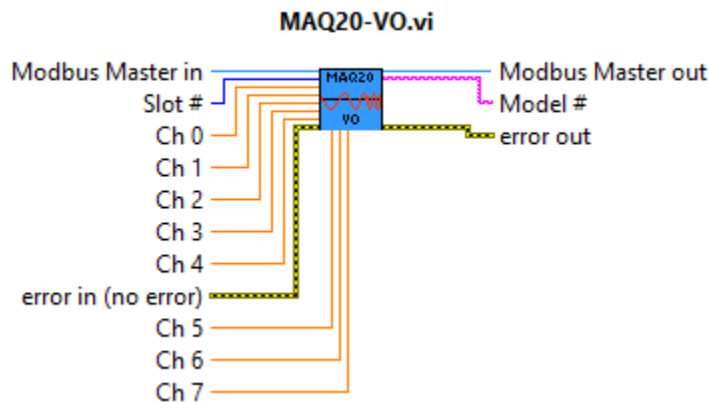 MAQ20-VO.vi
Modbus Master in
Slot #
Ch 0
Ch 1
Ch 2
Ch 3
Ch 4
error in (no error)
Ch 5
Ch 6
Ch 7
MAQ20
VO
Modbus Master out
Model #
error out